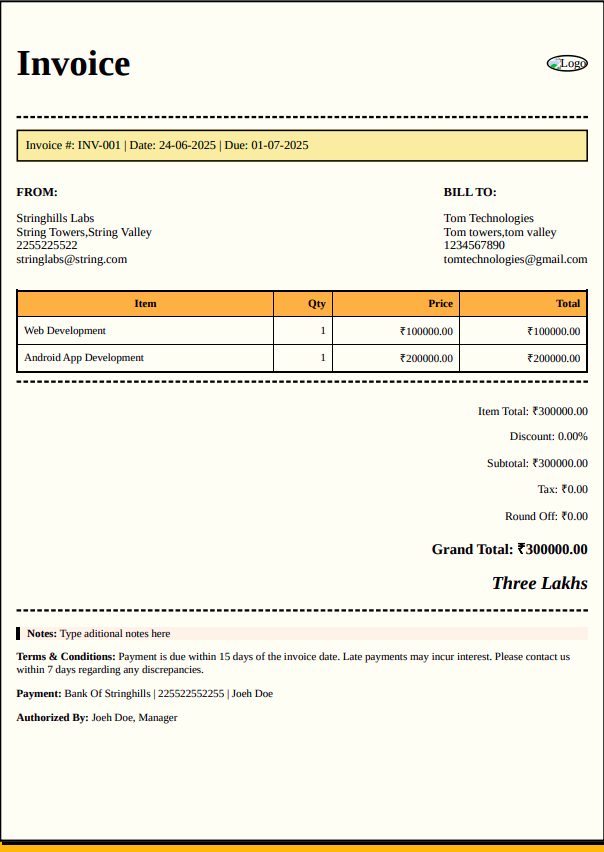 Invoice
Logo
Invoice #: INV-001 | Date: 24-06-2025 | Due: 01-07-2025
FROM:
Stringhills Labs
String Towers,String Valley
2255225522
stringlabs@string.com
BILL TO:
Tom Technologies
Tom towers,tom valley
1234567890
tomtechnologies@gmail.com
Item Qty Price Total
Web Development 1 ₹100000.00 ₹100000.00
Android App Development 1 ₹200000.00 ₹200000.00
Item Total: ₹300000.00
Discount: 0.00%
Subtotal: ₹300000.00
Tax: ₹0.00
Round Off: ₹0.00
Grand Total: ₹300000.00
Three Lakhs
Notes: Type aditional notes here
Terms & Conditions: Payment is due within 15 days of the invoice date. Late payments may incur interest. Please contact us
within 7 days regarding any discrepancies.
Payment: Bank Of Stringhills | 225522552255 | Joeh Doe
Authorized By: Joeh Doe, Manager